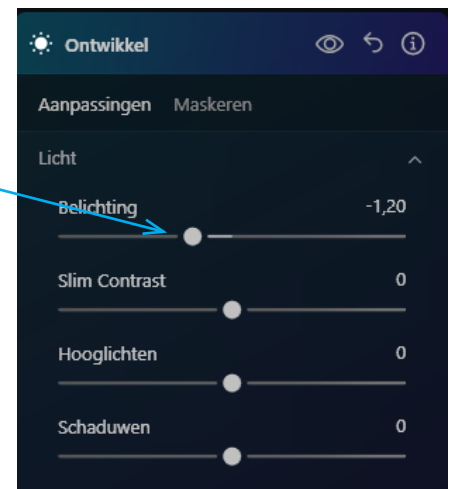 Ontwikkel
Aanpassingen Maskeren
Licht
Belichting -1,20
Slim Contrast 0
Hooglichten 0
Schaduwen 0